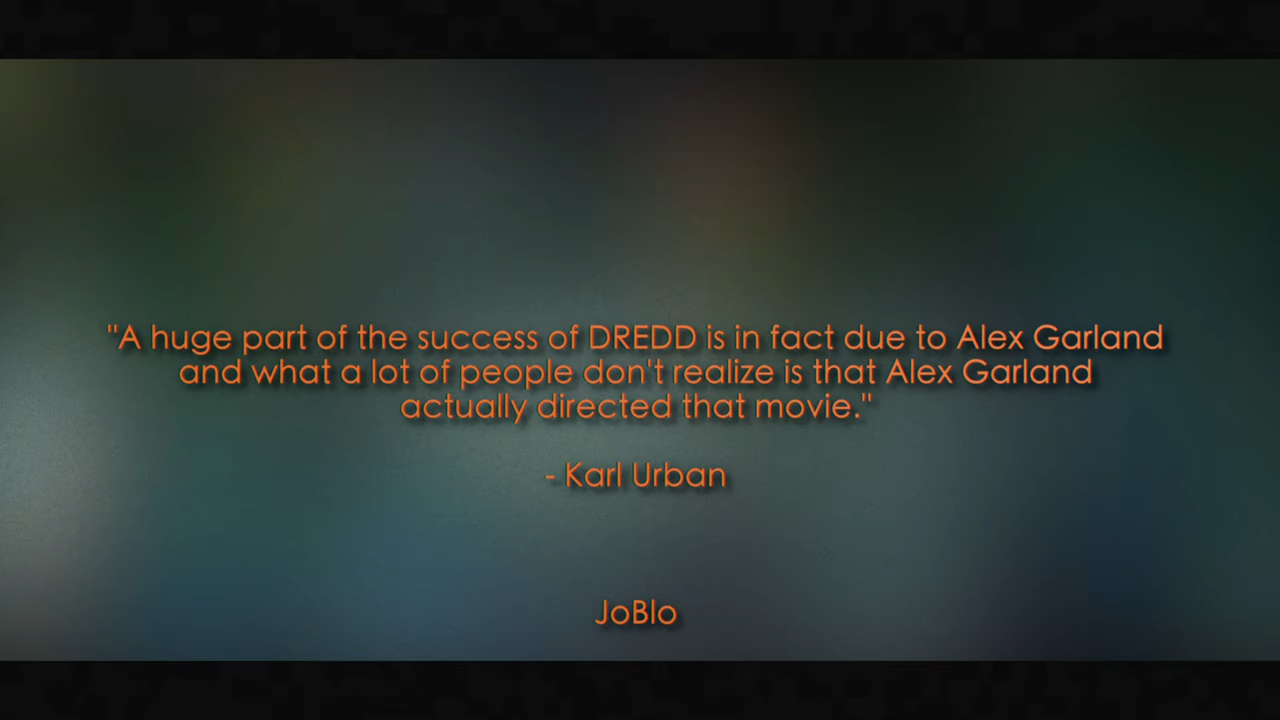 "A huge part of the success of DREDD is in fact due to Alex Garland
and what a lot of people don't realize is that Alex Garland
actually directed that movie."
- Karl Urban
JoBlo